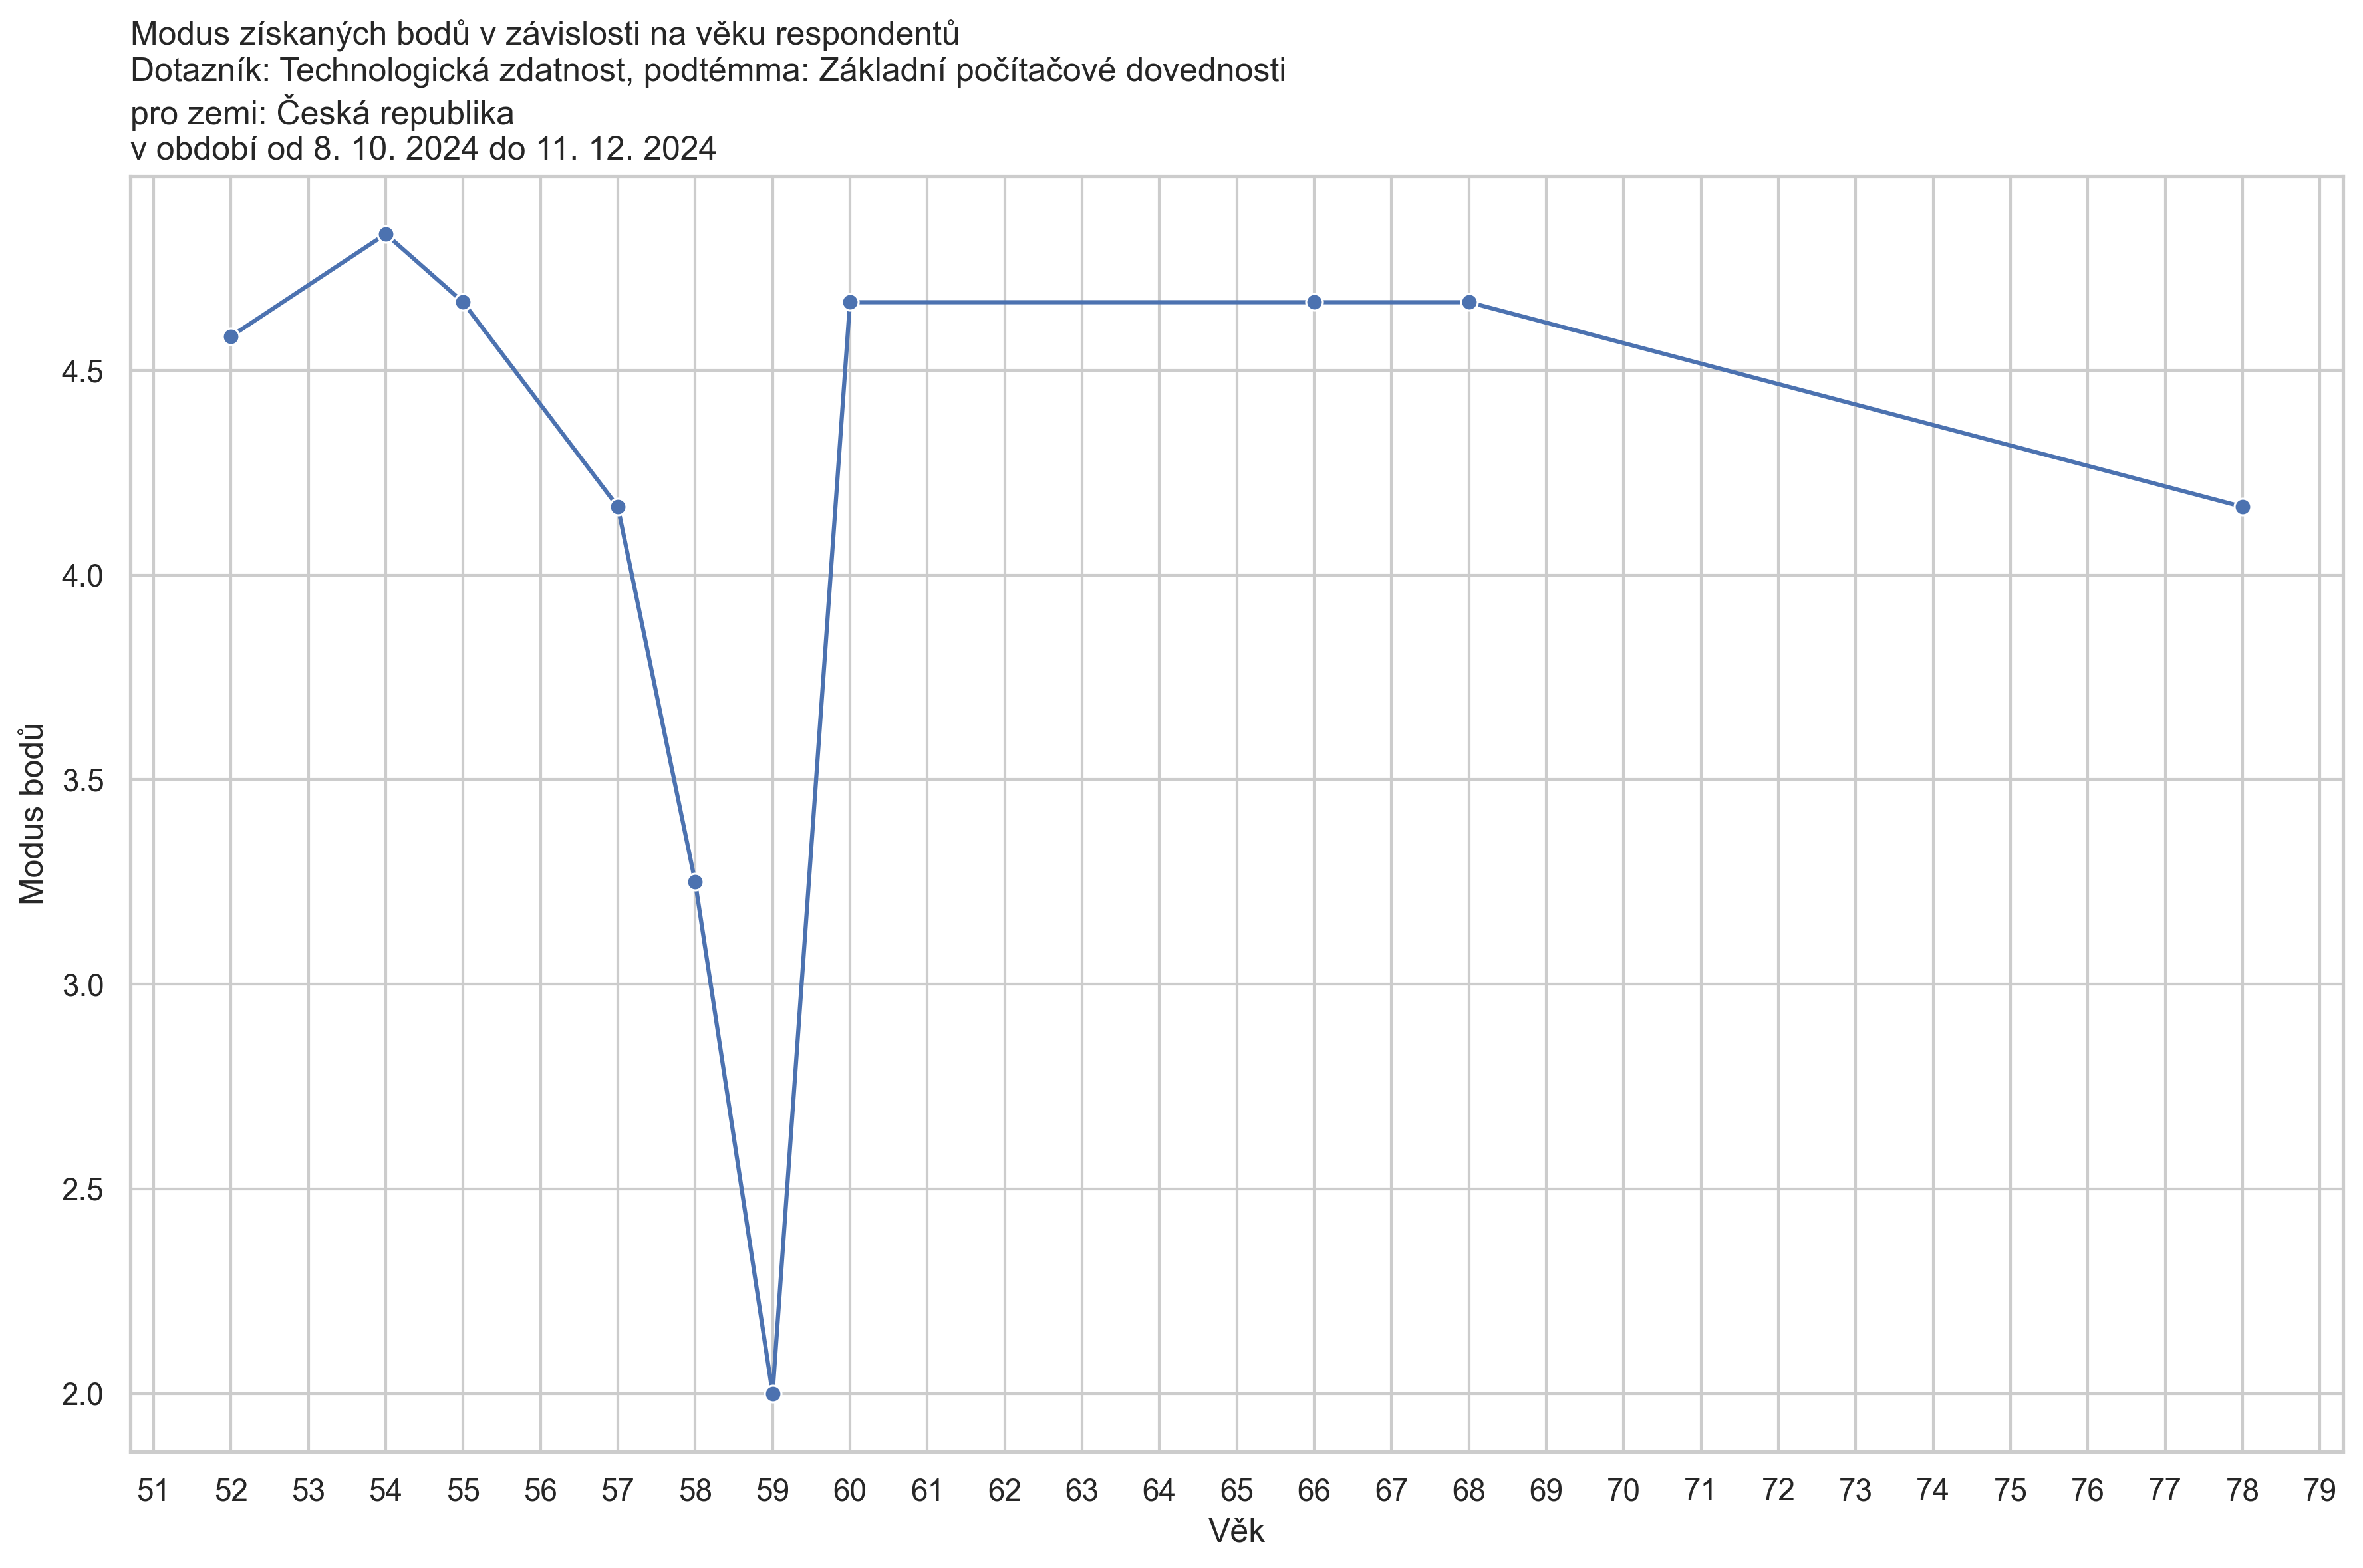 Modus získaných bodů v závislosti na věku respondentů
Dotazník: Technologická zdatnost, podtémma: Základní počítačové dovednosti
pro zemi: Česká republika
v období od 8. 10. 2024 do 11. 12. 2024
4.5
4.0
3.5
3.0
2.5
2.0
Modus bodů
51 52 53 54 55 56 57 58 59 60 61 62 63 64 65 66 67 68 69 70 71 72 73 74 75 76 77 78 79
Věk